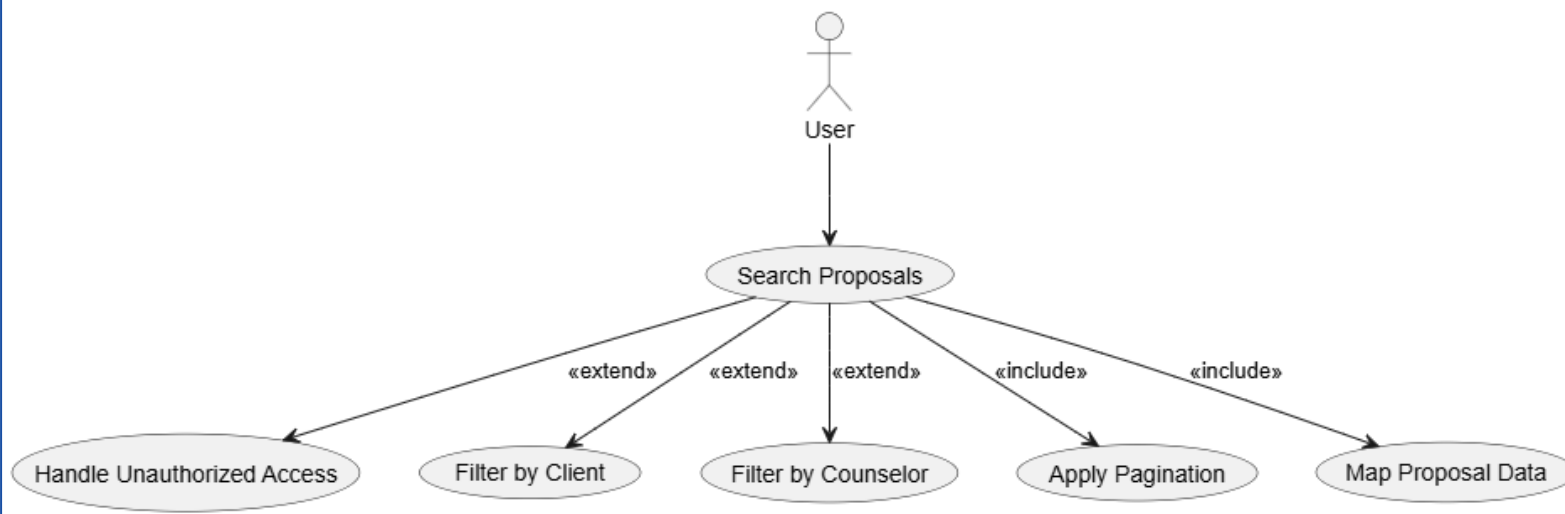 User
Search Proposals
«extend»
«extend»
«extend»
«include»
«include»
Handle Unauthorized Access
Filter by Client
Filter by Counselor
Apply Pagination
Map Proposal Data